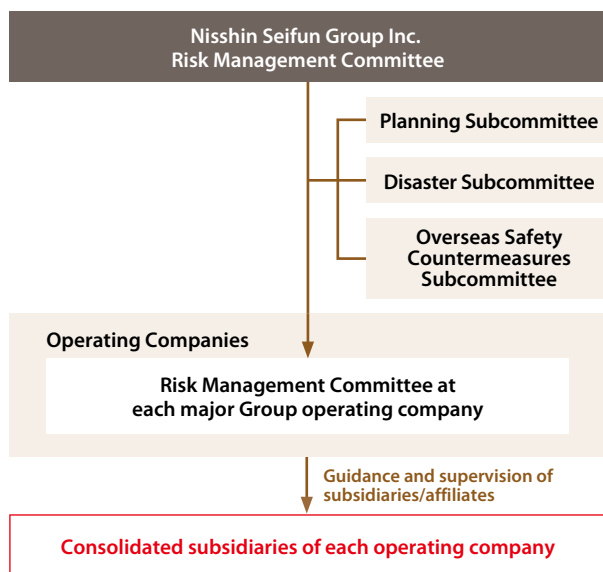 Nisshin Seifun Group Inc.
Risk Management Committee
Planning Subcommittee
Disaster Subcommittee
Overseas Safety
Countermeasures
Subcommittee
Operating Companies
Risk Management Committee at
each major Group operating company
Guidance and supervision of
subsidiaries/affiliates
Consolidated subsidiaries of each operating company